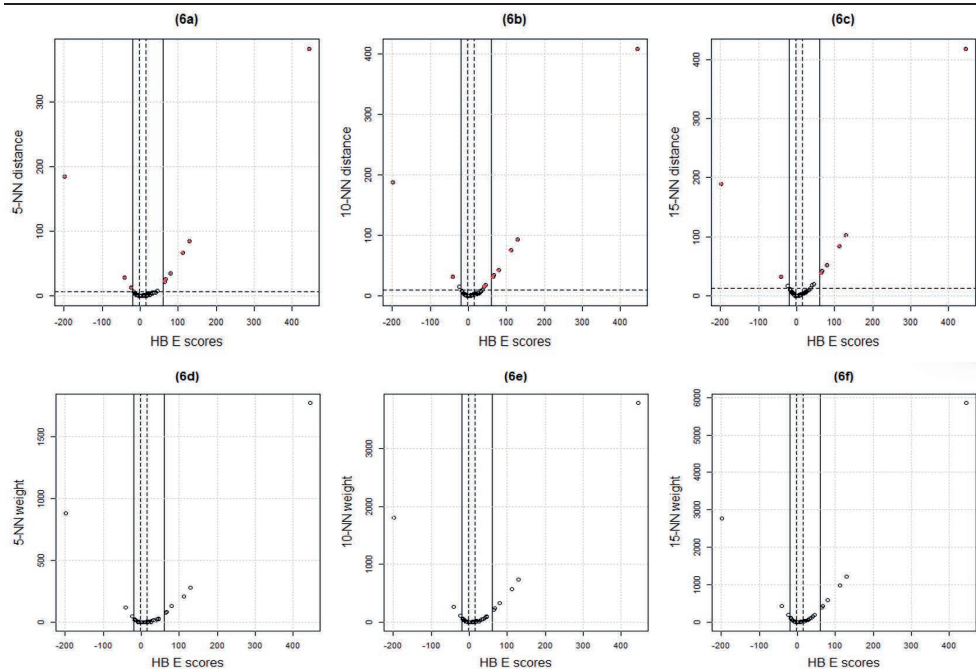 (6a) (6b) (6c)
5-NN distance
0 100 200 300
-200 -100 0 100 200 300 400
HB E scores
10-NN distance
0 100 200 300 400
-200 -100 0 100 200 300 400
HB E scores
15-NN distance
0 100 200 300 400
-200 -100 0 100 200 300 400
HB E scores
(6d) (6e) (6f)
5-NN weight
0 500 1000 1500
-200 -100 0 100 200 300 400
HB E scores
10-NN weight
0 1000 2000 3000
-200 -100 0 100 200 300 400
HB E scores
15-NN weight
0 1000 2000 3000 4000 5000 6000
-200 -100 0 100 200 300 400
HB E scores